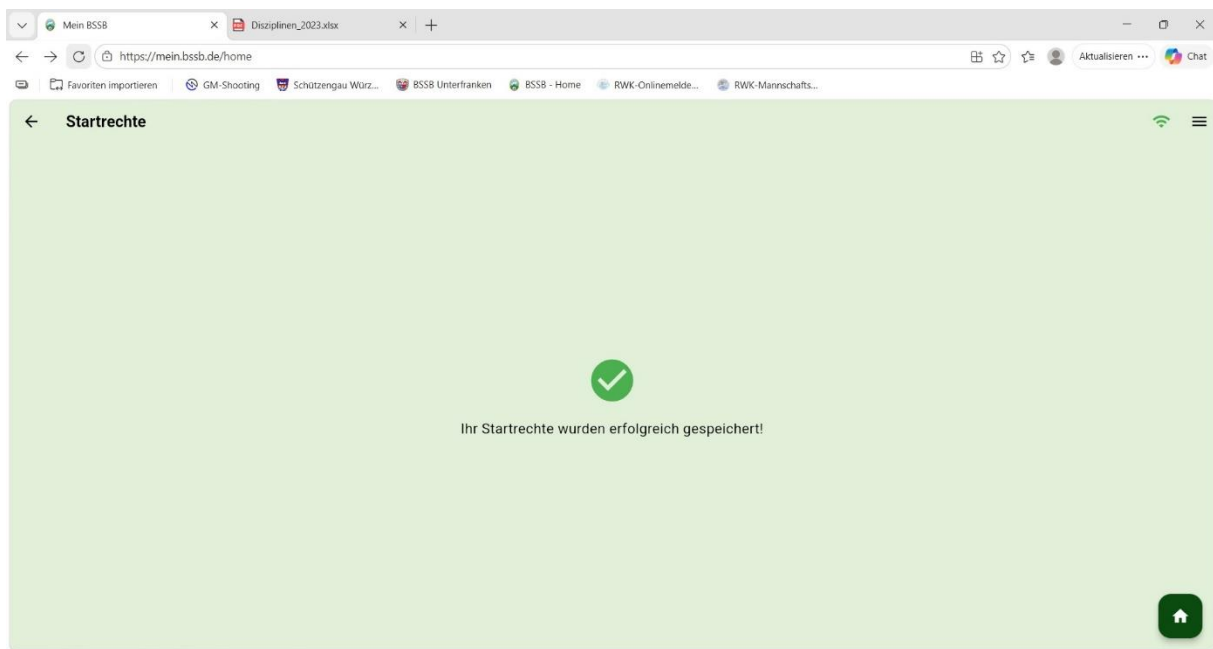 Mein BSSB
Disziplinen_2023.xlsx
https://mein.bssb.de/home
Aktualisieren
Chat
Favoriten importieren
GM-Shooting
Schützengau Würz...
BSSB Unterfranken
BSSB - Home
RWK-Onlinemelde...
RWK-Mannschafts...
Startrechte
Ihr Startrechte wurden erfolgreich gespeichert!